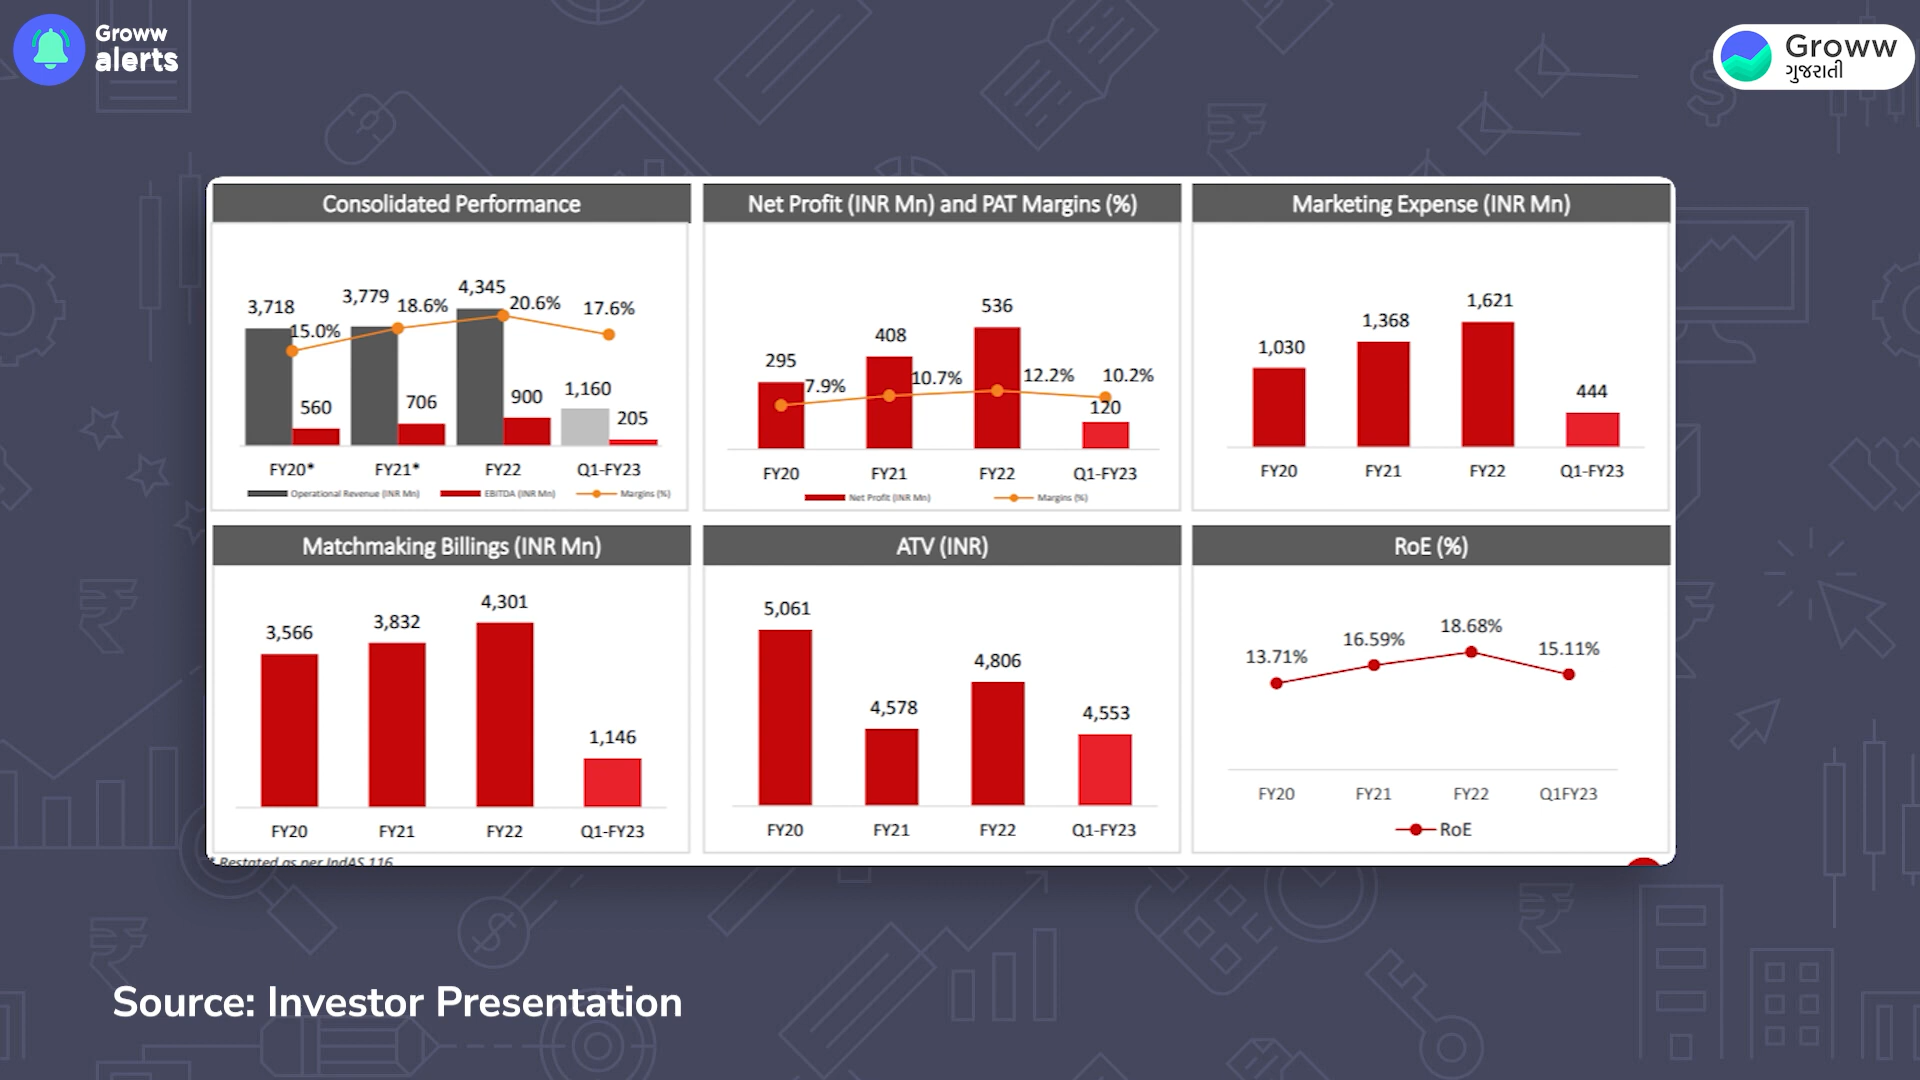 Groww
alerts
Groww
ગુજરાતી
Consolidated Performance
3,718
3,779
4,345
15.0%
18.6%
20.6%
17.6%
560
706
900
1,160
205
FY20*
FY21*
FY22
Q1-FY23
Operational Revenue (INR Mn)
EBITDA (INR Mn)
Margins (%)
Net Profit (INR Mn) and PAT Margins (%)
295
408
536
7.9%
10.7%
12.2%
10.2%
120
FY20
FY21
FY22
Q1-FY23
Net Profit (INR Mn)
Margins (%)
Marketing Expense (INR Mn)
1,030
1,368
1,621
444
FY20
FY21
FY22
Q1-FY23
Matchmaking Billings (INR Mn)
3,566
3,832
4,301
1,146
FY20
FY21
FY22
Q1-FY23
ATV (INR)
5,061
4,578
4,806
4,553
FY20
FY21
FY22
Q1-FY23
RoE (%)
13.71%
16.59%
18.68%
15.11%
FY20
FY21
FY22
Q1FY23
RoE
* Restated as per IndAS 116
Source: Investor Presentation